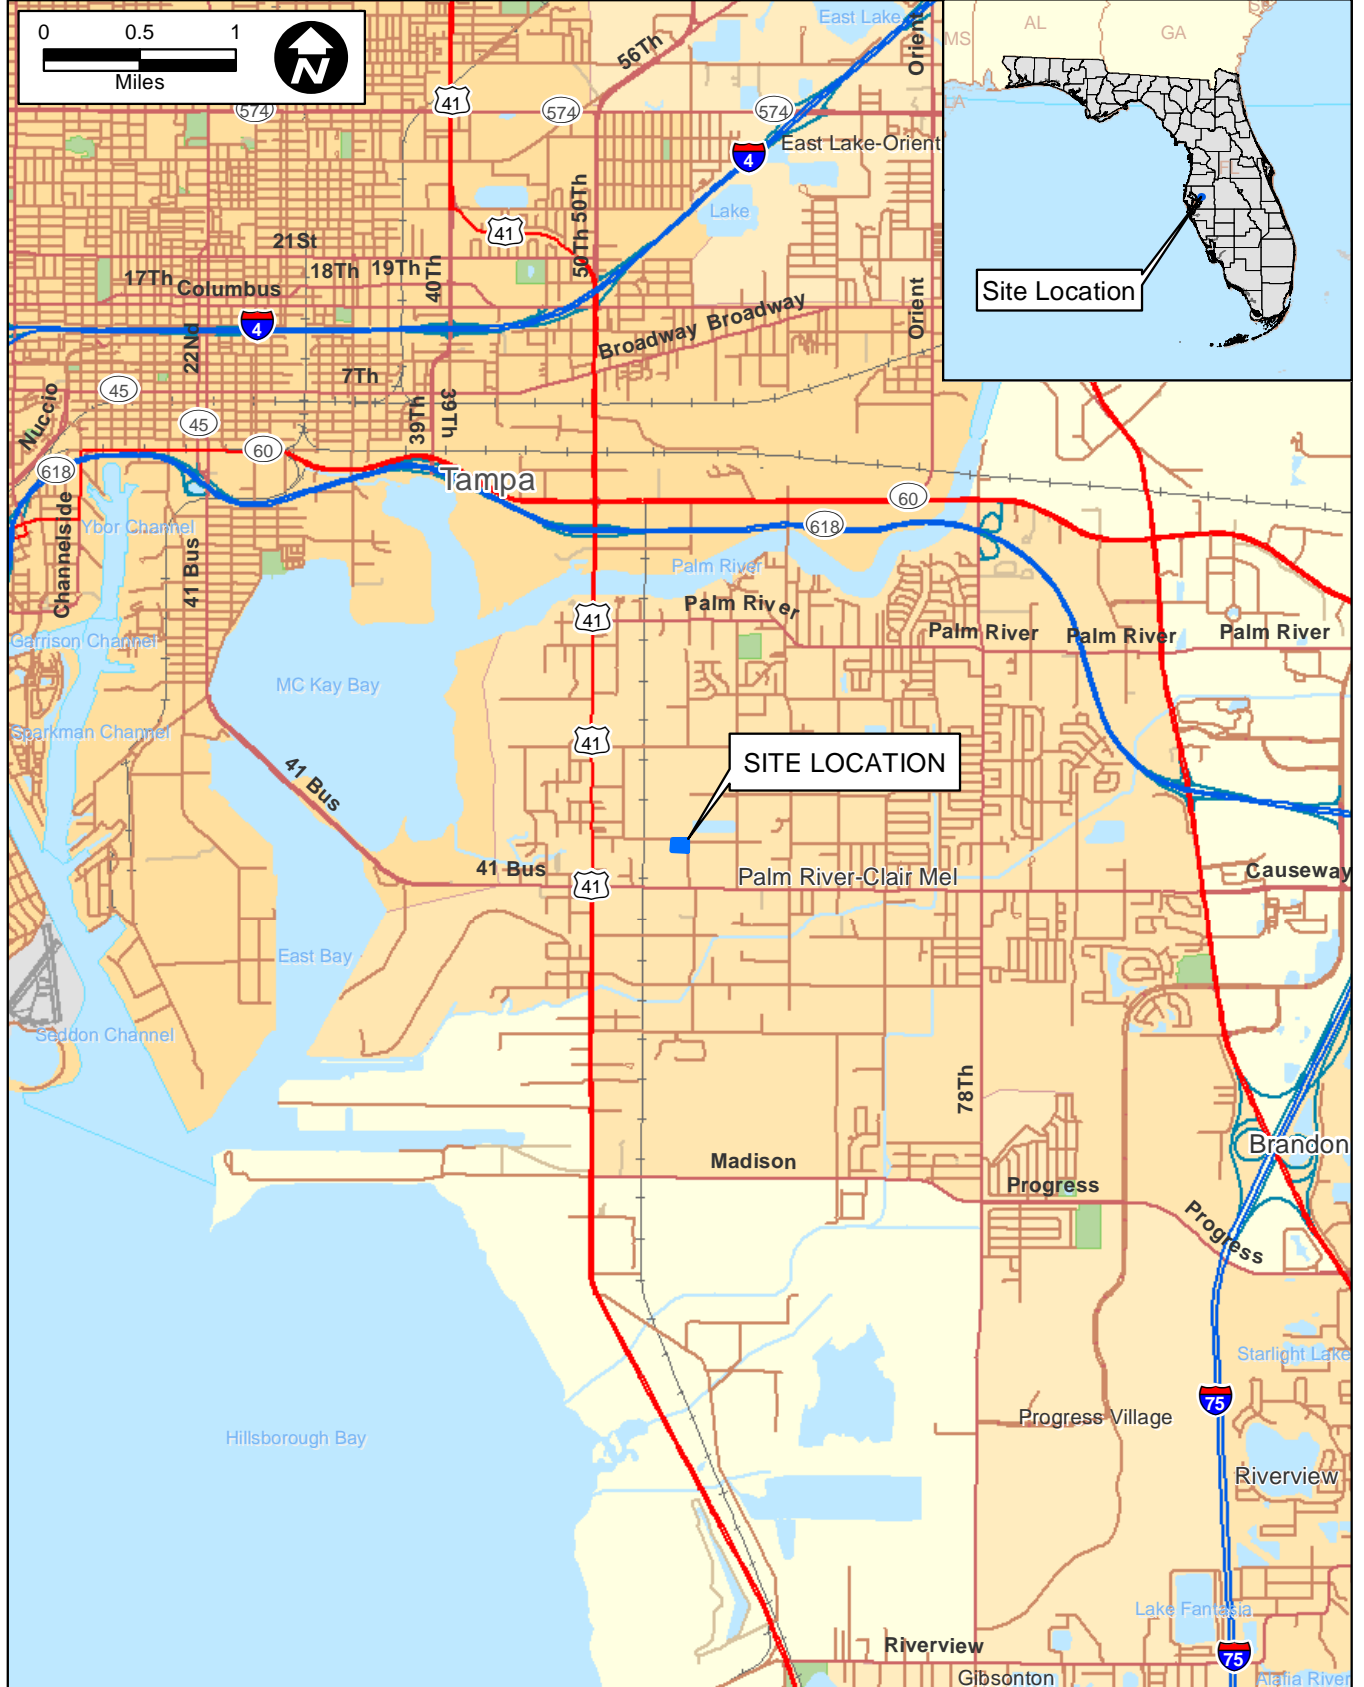 0 0.5 1
Miles
N
East Lake
Orient
56Th
41
574
574
574
4
East Lake-Orient
Lake
MS
AL
GA
LA
FL
Site Location
41
50Th 50Th
21St
17Th
Columbus
18Th
19Th
40Th
4
22Nd
Broadway Broadway
Orient
7Th
39Th
39Th
Nuccio
45
45
60
618
Tampa
60
618
Channelside
Ybor Channel
41 Bus
Palm River
Palm River
41
Palm River
Palm River
Palm River
Garrison Channel
MC Kay Bay
Sparkman Channel
41
41 Bus
SITE LOCATION
41 Bus
41
Palm River-Clair Mel
Causeway
East Bay
Seddon Channel
78Th
Madison
Brandon
Progress
Progress
Starlight Lake
75
Progress Village
Hillsborough Bay
Riverview
Lake Fantasia
Riverview
75
Gibsonton
Alafia River